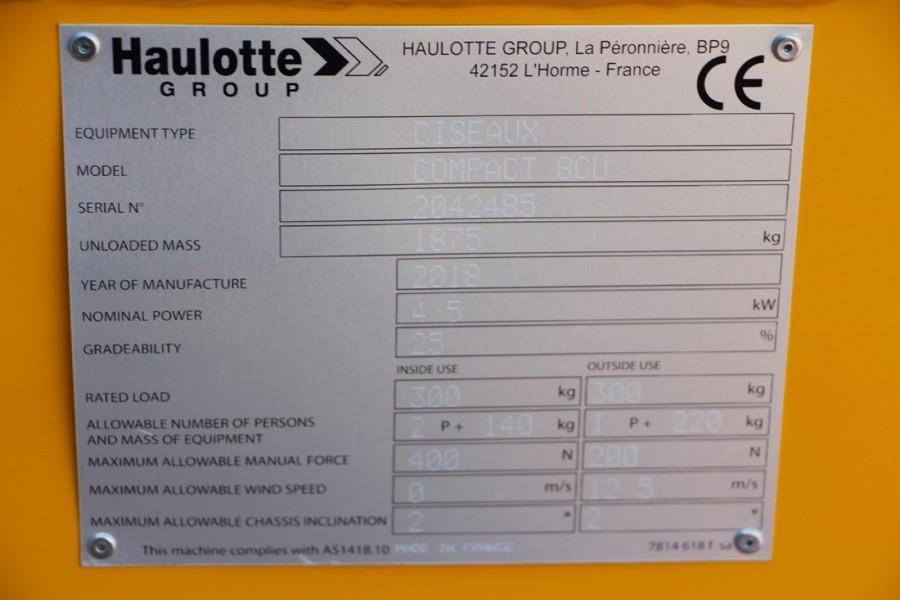 Haulotte
GROUP
HAULOTTE GROUP, La Péronnière, BP9
42152 L'Horme - France
CE
EQUIPMENT TYPE CISEAUX
MODEL COMPACT 8CU
SERIAL N° 2042485
UNLOADED MASS 1875 kg
YEAR OF MANUFACTURE 2018
NOMINAL POWER 4.5 kW
GRADEABILITY 25 %
INSIDE USE OUTSIDE USE
RATED LOAD 300 kg 300 kg
ALLOWABLE NUMBER OF PERSONS
AND MASS OF EQUIPMENT 2 P + 140 kg 1 P + 220 kg
MAXIMUM ALLOWABLE MANUAL FORCE 400 N 200 N
MAXIMUM ALLOWABLE WIND SPEED 0 m/s 12.5 m/s
MAXIMUM ALLOWABLE CHASSIS INCLINATION 2 ° 2 °
This machine complies with AS1418.10 MADE IN FRANCE 7814 618 f